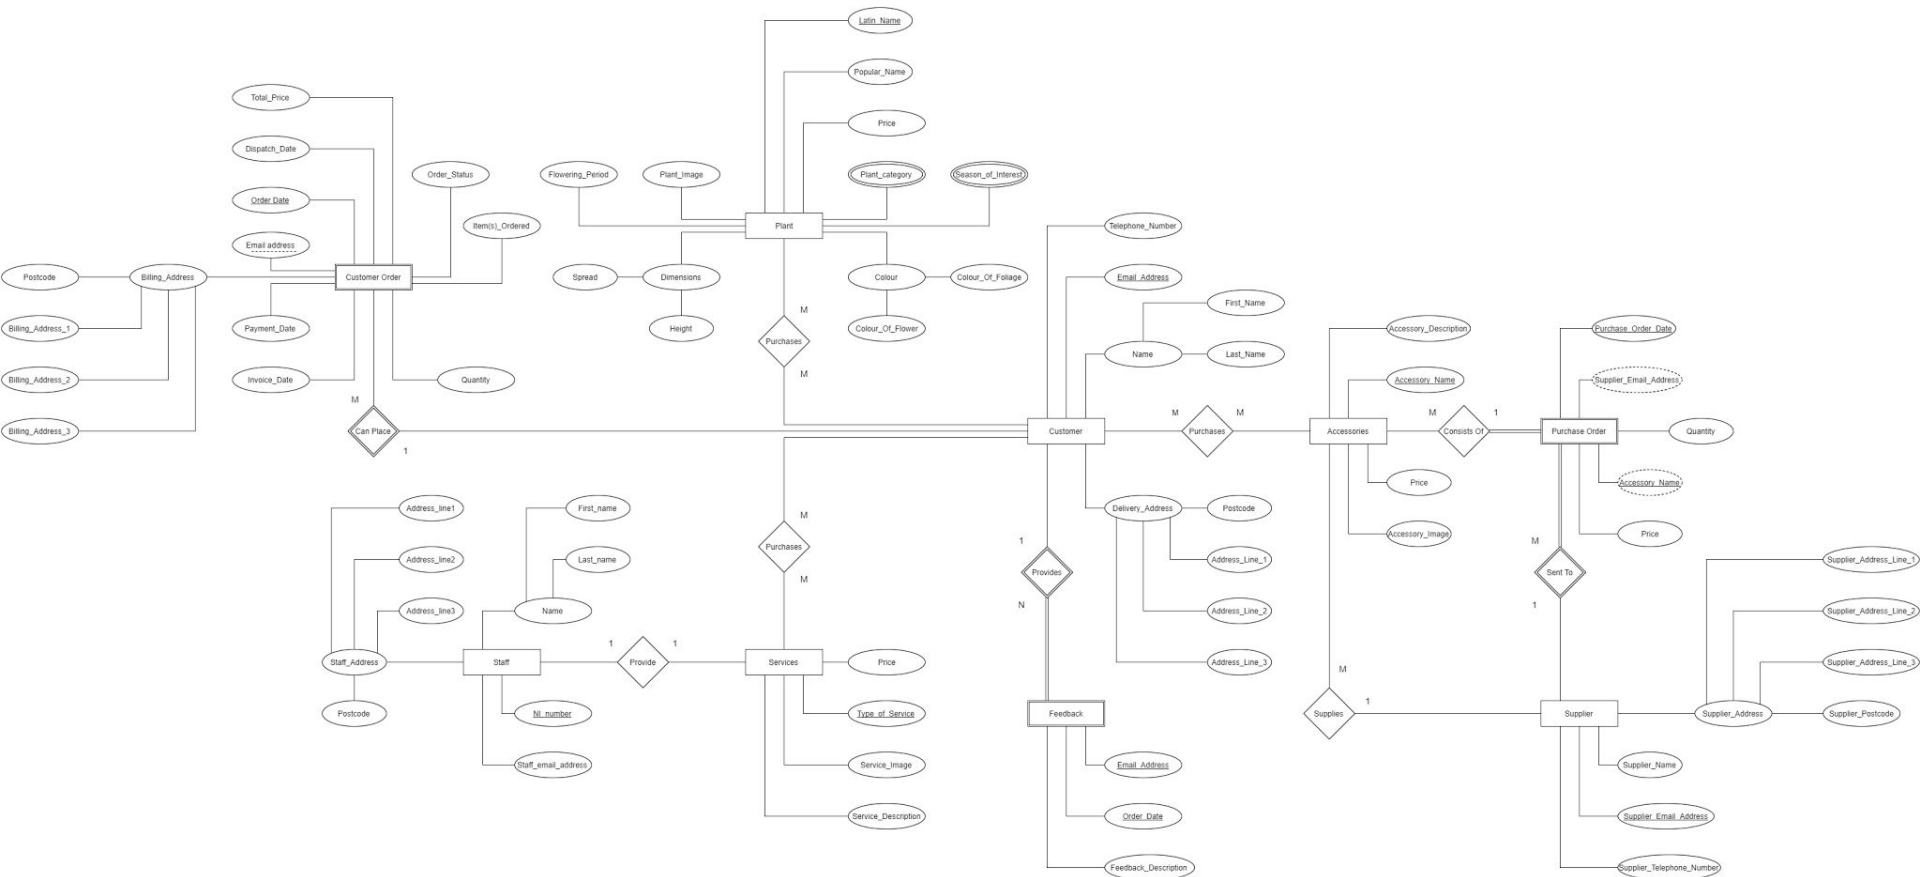 Latin_Name
Popular_Name
Total_Price
Price
Dispatch_Date
Order_Status
Flowering_Period
Plant_Image
Plant_category
Season_of_Interest
Order Date
Item(s)_Ordered
Plant
Telephone_Number
Email address
Postcode
Billing_Address
Customer Order
Spread
Dimensions
Colour
Colour_Of_Foliage
Email_Address
First_Name
M
Billing_Address_1
Payment_Date
Height
Colour_Of_Flower
Accessory_Description
Purchase_Order_Date
Purchases
Name
Last_Name
M
Billing_Address_2
Invoice_Date
Quantity
Accessory_Name
Supplier_Email_Address
M
M
M
M
1
Billing_Address_3
Can Place
Customer
Purchases
Accessories
Consists Of
Purchase Order
Quantity
1
Price
Accessory_Name
Address_line1
First_name
M
Delivery_Address
Postcode
Accessory_Image
Price
1
M
Purchases
Address_line2
Last_name
Address_Line_1
Supplier_Address_Line_1
Provides
Sent To
M
N
1
Address_line3
Name
Address_Line_2
Supplier_Address_Line_2
1
1
Staff_Address
Staff
Provide
Services
Price
Address_Line_3
Supplier_Address_Line_3
M
1
Postcode
NI_number
Type_of_Service
Feedback
Supplies
Supplier
Supplier_Address
Supplier_Postcode
Staff_email_address
Service_Image
Email_Address
Supplier_Name
Service_Description
Order_Date
Supplier_Email_Address
Feedback_Description
Supplier_Telephone_Number